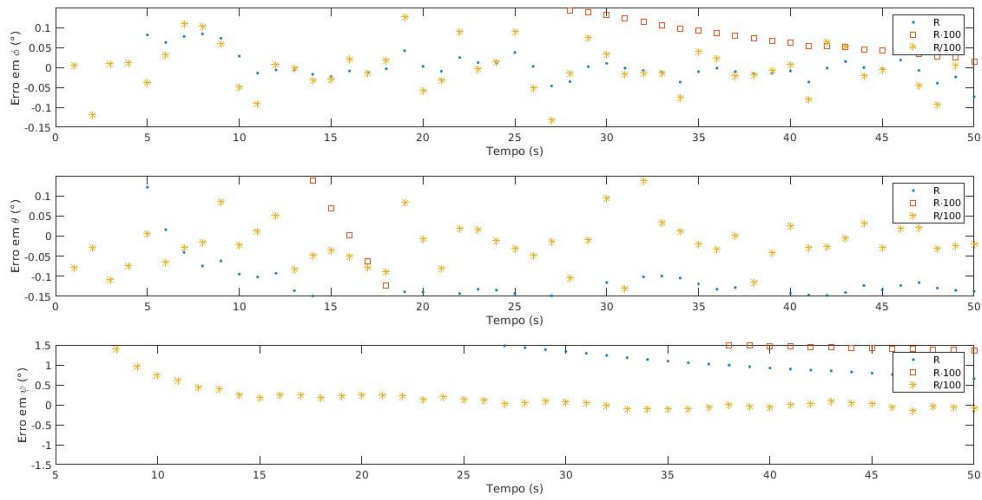 Erro em ϕ (°)
0.15
0.1
0.05
0
-0.05
-0.1
-0.15
0 5 10 15 20 25 30 35 40 45 50
Tempo (s)
R
R·100
R/100
Erro em θ (°)
0.1
0.05
0
-0.05
-0.1
-0.15
0 5 10 15 20 25 30 35 40 45 50
Tempo (s)
R
R·100
R/100
Erro em ψ (°)
1.5
1
0.5
0
-0.5
-1
-1.5
5 10 15 20 25 30 35 40 45 50
Tempo (s)
R
R·100
R/100